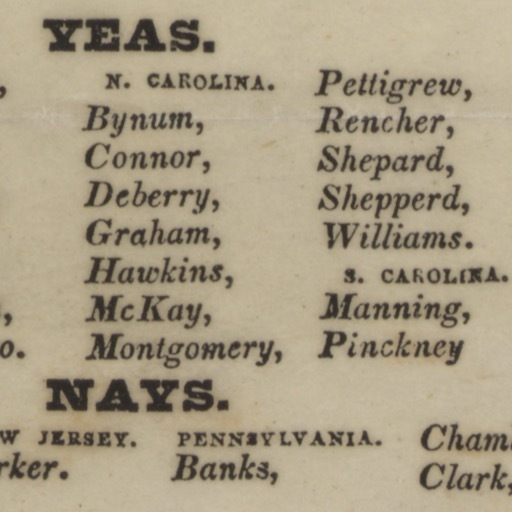 YEAS.
N. CAROLINA.
Bynum,
Connor,
Deberry,
Graham,
Hawkins,
McKay,
Montgomery,
Pettigrew,
Rencher,
Shepard,
Shepperd,
Williams.
S. CAROLINA.
Manning,
Pinckney
NAYS.
JERSEY.
PENNSYLVANIA.
Banks,
Clark,